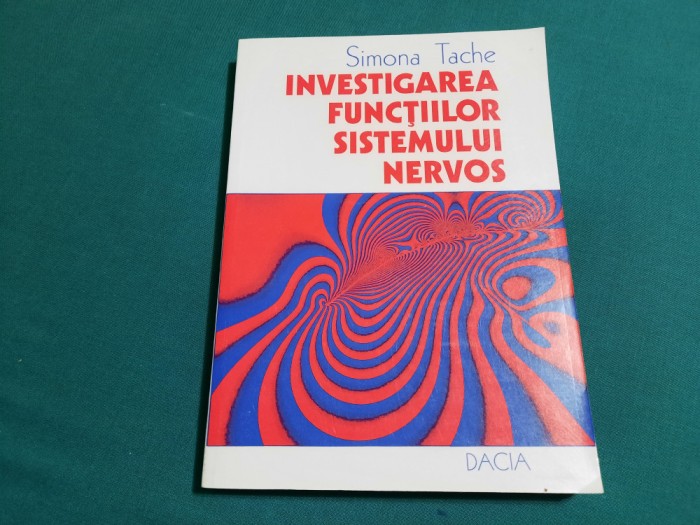 Simona Tache
INVESTIGAREA
FUNCȚIILOR
SISTEMULUI
NERVOS
DACIA